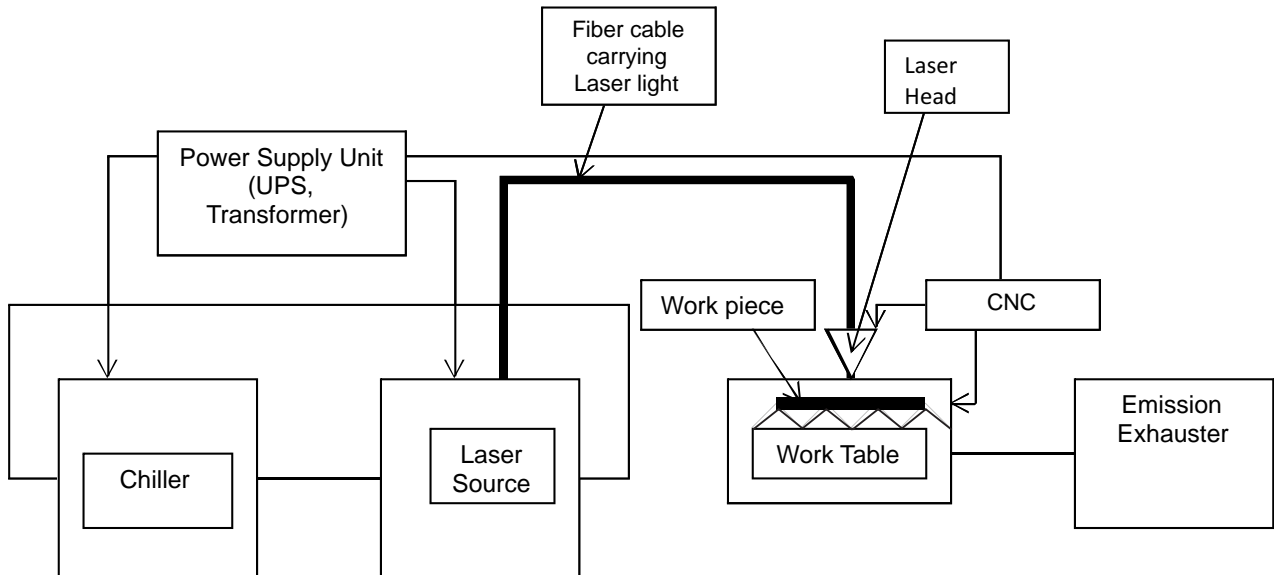 Fiber cable
carrying
Laser light
Laser
Head
Power Supply Unit
(UPS,
Transformer)
Work piece
CNC
Emission
Exhauster
Chiller
Laser
Source
Work Table